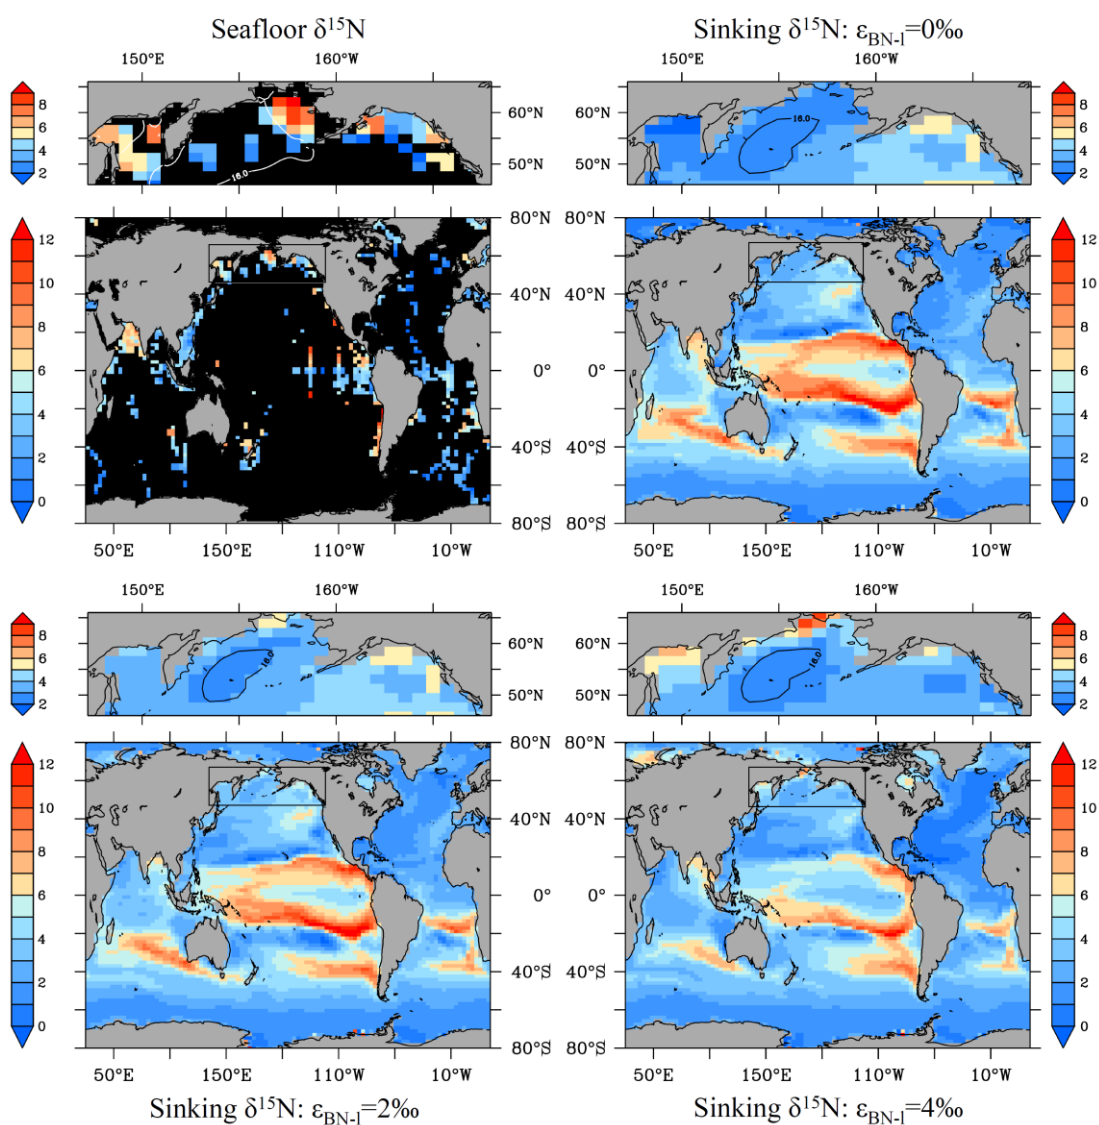 Seafloor δ¹⁵N Sinking δ¹⁵N: ε_BN-l=0‰
150°E 160°W 150°E 160°W
8 6 4 2 16.0 60°N 50°N 16.0 60°N 50°N 8 6 4 2
12 10 8 6 4 2 0 80°N 40°N 0° 40°S 80°S 80°N 40°N 0° 40°S 80°S 12 10 8 6 4 2 0
50°E 150°E 110°W 10°W 50°E 150°E 110°W 10°W
150°E 160°W 150°E 160°W
8 6 4 2 16.0 60°N 50°N 16.0 60°N 50°N 8 6 4 2
12 10 8 6 4 2 0 80°N 40°N 0° 40°S 80°S 80°N 40°N 0° 40°S 80°S 12 10 8 6 4 2 0
50°E 150°E 110°W 10°W 50°E 150°E 110°W 10°W
Sinking δ¹⁵N: ε_BN-l=2‰ Sinking δ¹⁵N: ε_BN-l=4‰